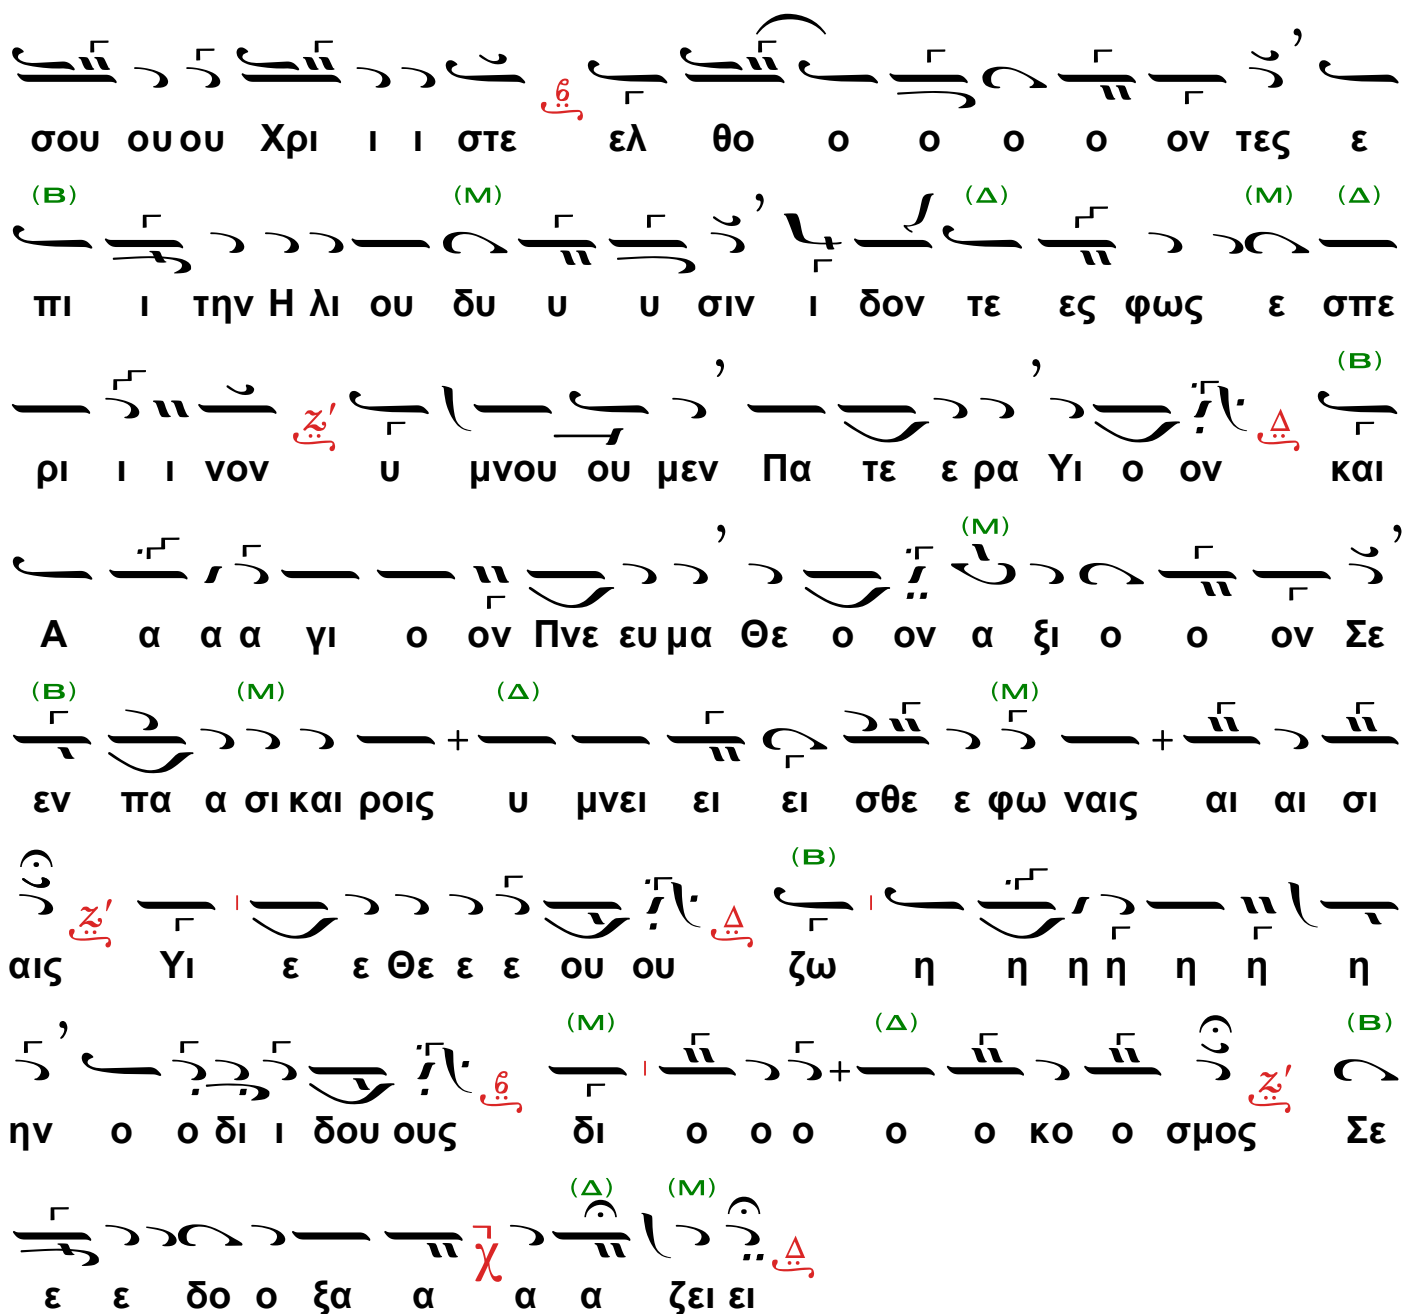 σου ου ου Χρι ι ι στε ελ θο ο ο ο ο ον τες ε
(Β) (Μ) (Δ) (Μ) (Δ)
πι ι την Η λι ου δυ υ υ σιν ι δον τε ες φως ε σπε
(Β)
ρι ι ι νον υ μνου ου μεν Πα τε ε ρα Υι ο ον και
(Μ)
Α α α α γι ο ον Πνε ευ μα Θε ο ον α ξι ο ο ον Σε
(Β) (Μ) (Δ) (Μ)
εν πα α σι και ροις υ μνει ει ει σθε ε φω ναις αι αι σι
(Β)
αις Υι ε ε Θε ε ε ου ου ζω η η η η η η η
(Μ) (Δ) (Β)
ην ο ο δι ι δου ους δι ο ο ο ο ο κο ο σμος Σε
(Δ) (Μ)
ε ε δο ο ξα α α α ζει ει